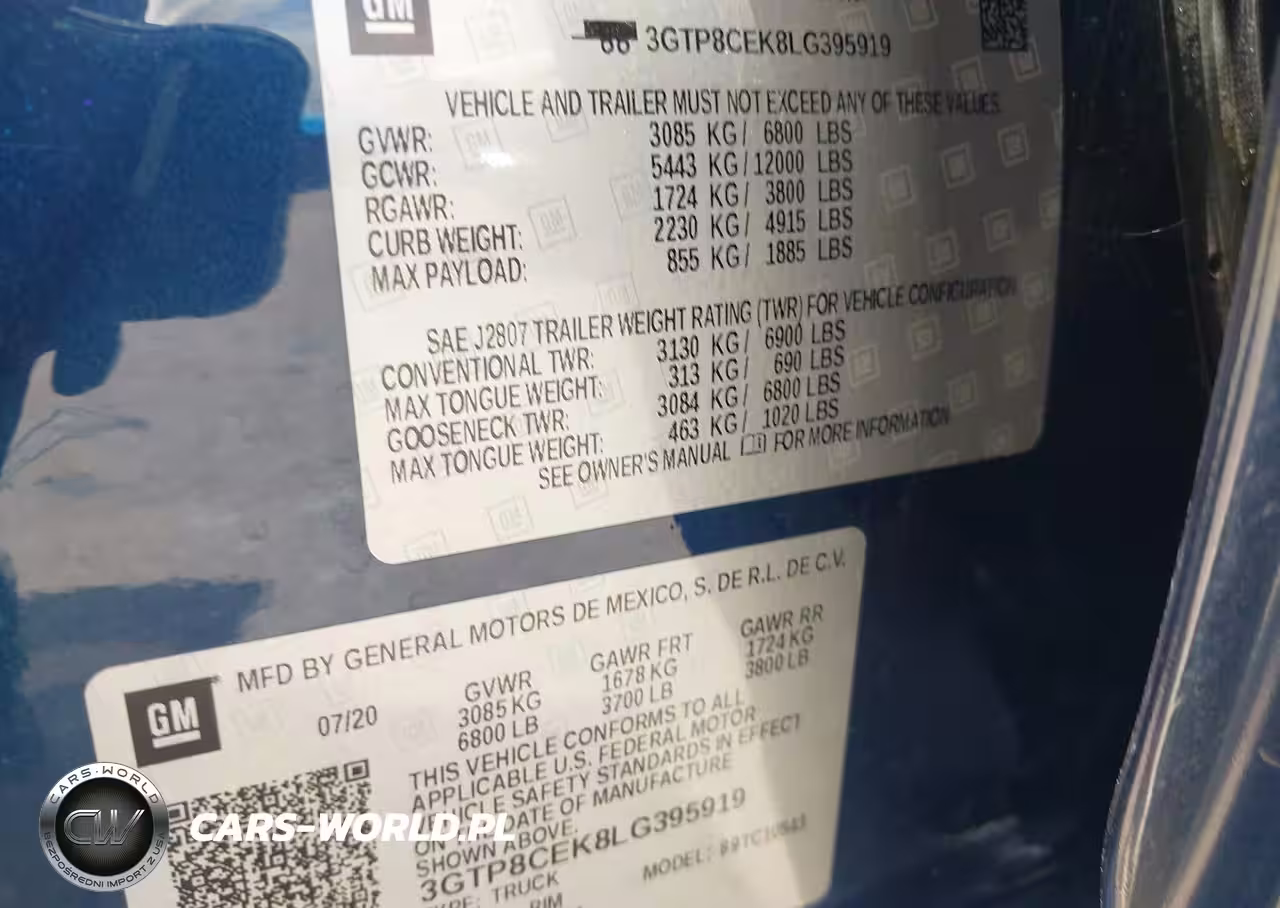 GM
3GTP8CEK8LG395919
VEHICLE AND TRAILER MUST NOT EXCEED ANY OF THESE VALUES.
GVWR: 3085 KG/ 6800 LBS
GCWR: 5443 KG/ 12000 LBS
RGAWR: 1724 KG/ 3800 LBS
CURB WEIGHT: 2230 KG/ 4915 LBS
MAX PAYLOAD: 855 KG/ 1885 LBS
SAE J2807 TRAILER WEIGHT RATING (TWR) FOR VEHICLE CONFIGURATION
CONVENTIONAL TWR: 3130 KG/ 6900 LBS
MAX TONGUE WEIGHT: 313 KG/ 690 LBS
GOOSENECK TWR: 3084 KG/ 6800 LBS
MAX TONGUE WEIGHT: 463 KG/ 1020 LBS
SEE OWNER'S MANUAL FOR MORE INFORMATION
MFD BY GENERAL MOTORS DE MEXICO, S. DE R.L. DE C.V.
GM
07/20
GVWR GAWR FRT GAWR RR
3085 KG 1678 KG 1724 KG
6800 LB 3700 LB 3800 LB
THIS VEHICLE CONFORMS TO ALL
APPLICABLE U.S. FEDERAL MOTOR
VEHICLE SAFETY STANDARDS IN EFFECT
ON DATE OF MANUFACTURE
SHOWN ABOVE.
3GTP8CEK8LG395919
TYPE: TRUCK
MODEL:
RIM
CARS-WORLD
CW
BEZPOŚREDNI IMPORT Z USA
CARS-WORLD.PL